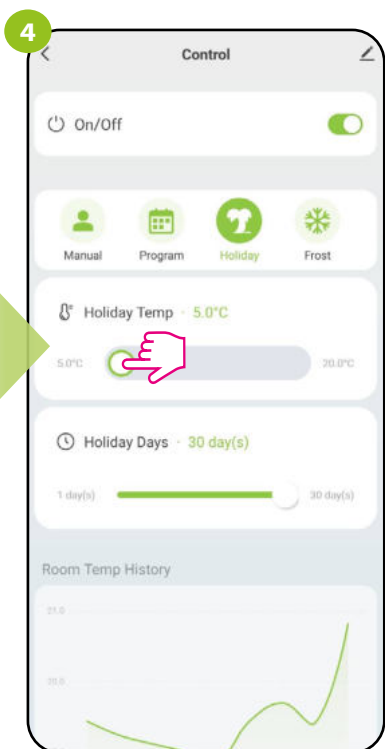 4
Control
On/Off
Manual Program Holiday Frost
Holiday Temp · 5.0°C
5.0°C 20.0°C
Holiday Days · 30 day(s)
1 day(s) 30 day(s)
Room Temp History
21.0
20.0